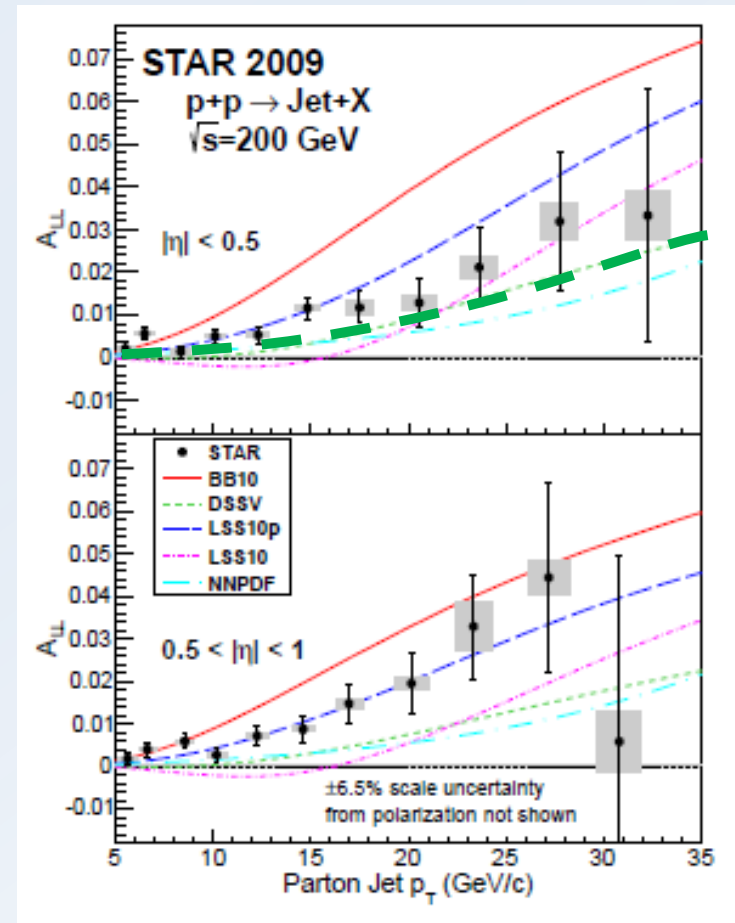 STAR 2009
p+p → Jet+X
√s=200 GeV
|η| < 0.5
A_LL
0.07
0.06
0.05
0.04
0.03
0.02
0.01
0
-0.01
STAR
BB10
DSSV
LSS10p
LSS10
NNPDF
0.5 < |η| < 1
A_LL
0.07
0.06
0.05
0.04
0.03
0.02
0.01
0
-0.01
±6.5% scale uncertainty
from polarization not shown
5 10 15 20 25 30 35
Parton Jet p_T (GeV/c)